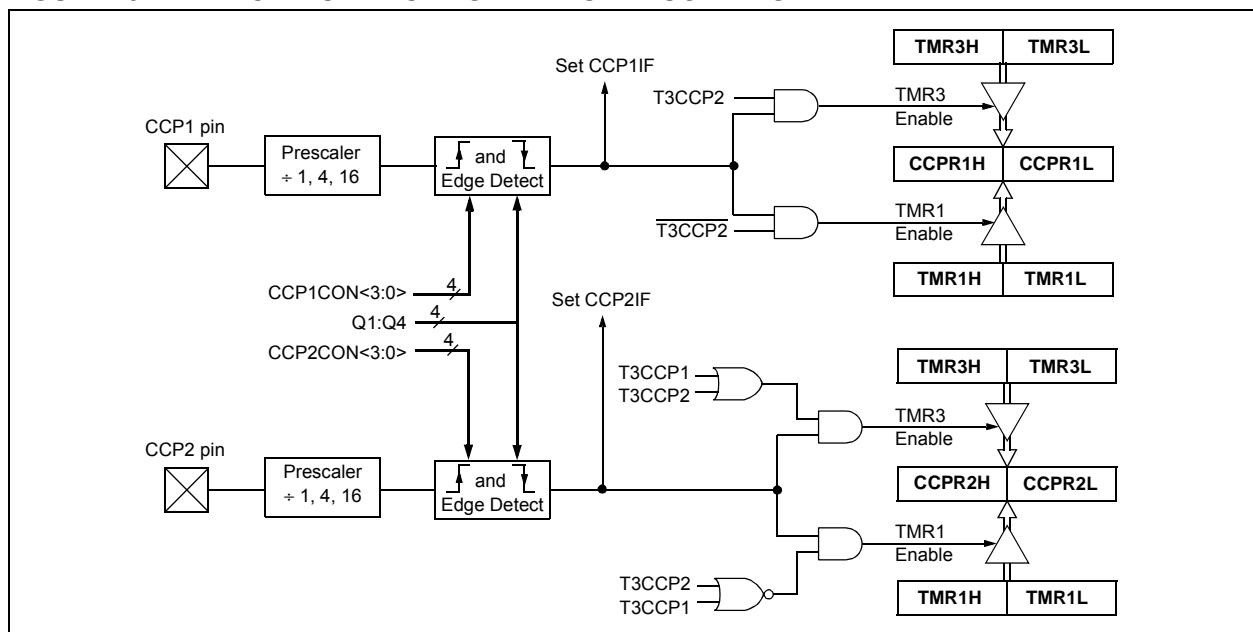 TMR3H TMR3L
Set CCP1IF
T3CCP2
TMR3
Enable
CCP1 pin
Prescaler
÷ 1, 4, 16
and
Edge Detect
CCPR1H CCPR1L
T3CCP2
TMR1
Enable
TMR1H TMR1L
CCP1CON<3:0>
4
Q1:Q4
4
CCP2CON<3:0>
4
Set CCP2IF
TMR3H TMR3L
T3CCP1
T3CCP2
TMR3
Enable
CCP2 pin
Prescaler
÷ 1, 4, 16
and
Edge Detect
CCPR2H CCPR2L
TMR1
Enable
T3CCP2
T3CCP1
TMR1H TMR1L